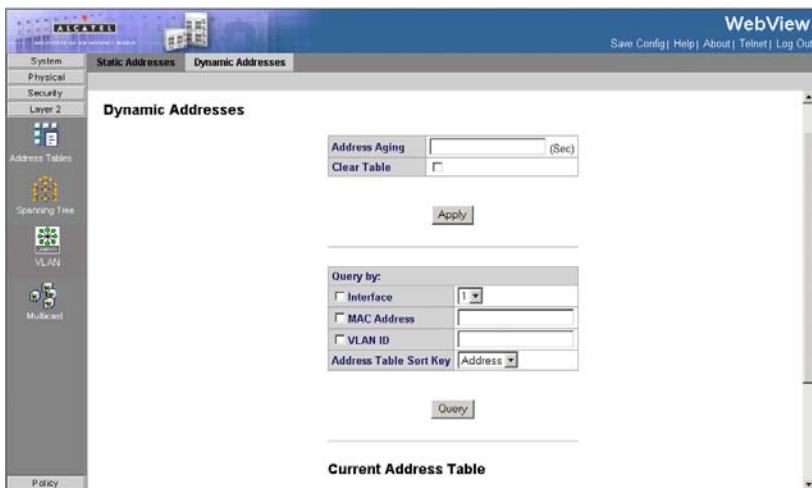 ALCATEL
WebView
Save Config | Help | About | Telnet | Log Out
System
Static Addresses
Dynamic Addresses
Physical
Security
Layer 2
Address Tables
Spanning Tree
VLAN
Multicast
Policy
Dynamic Addresses
Address Aging
(Sec)
Clear Table
Apply
Query by:
Interface
1
MAC Address
VLAN ID
Address Table Sort Key
Address
Query
Current Address Table